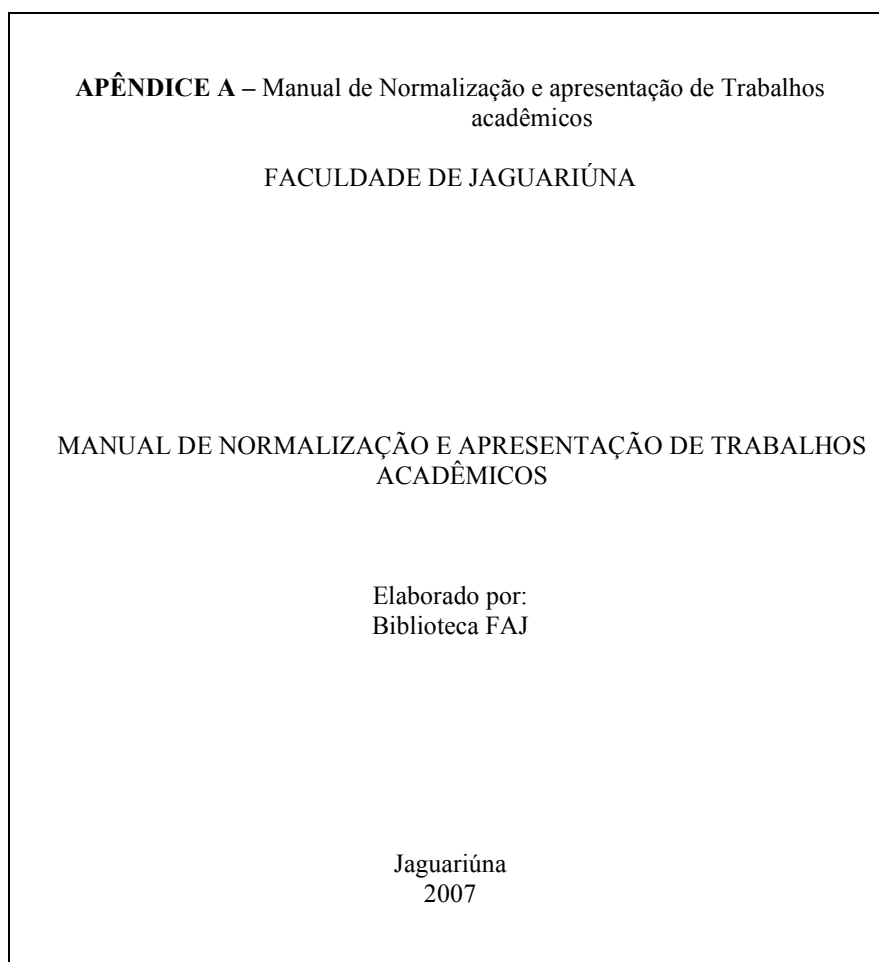 APÊNDICE A – Manual de Normalização e apresentação de Trabalhos
acadêmicos
FACULDADE DE JAGUARIÚNA
MANUAL DE NORMALIZAÇÃO E APRESENTAÇÃO DE TRABALHOS
ACADÊMICOS
Elaborado por:
Biblioteca FAJ
Jaguariúna
2007